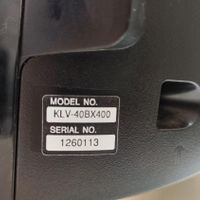 MODEL NO.
KLV-40BX400
SERIAL NO.
1260113